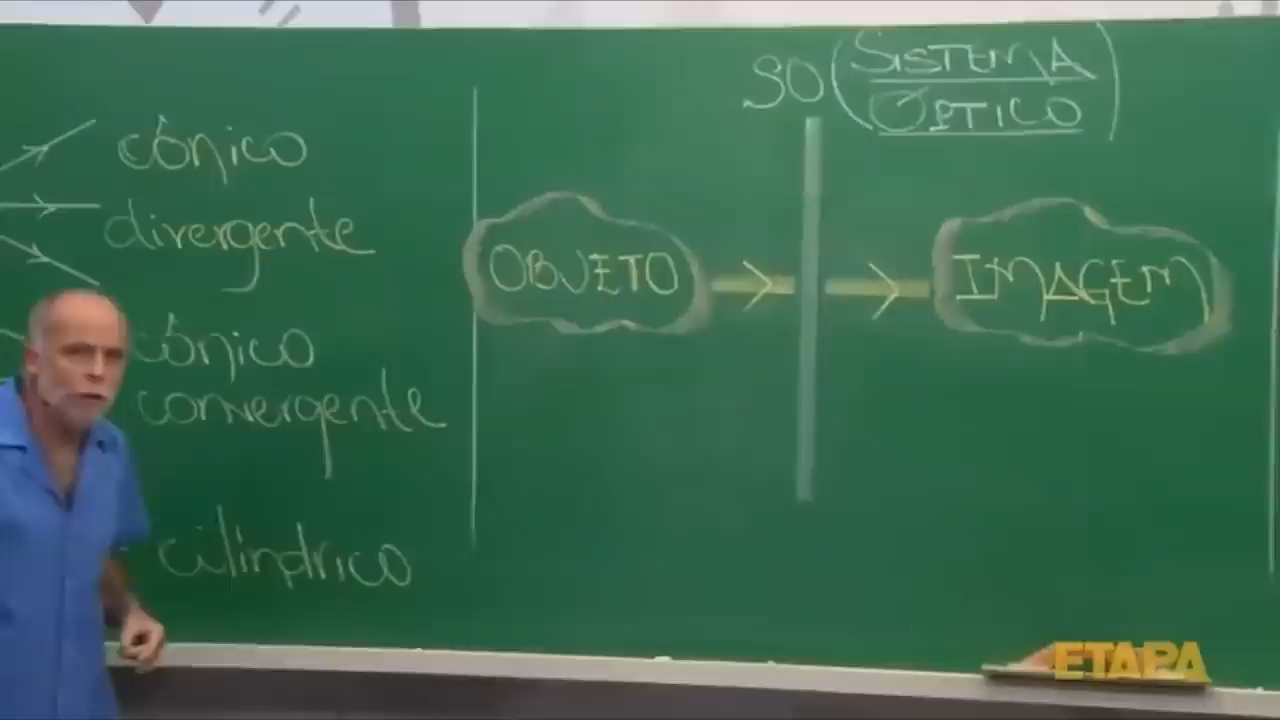 cônico
divergente
cônico
convergente
cilíndrico
SO (SISTEMA
ÓPTICO)
OBJETO
IMAGEM
ETAPA